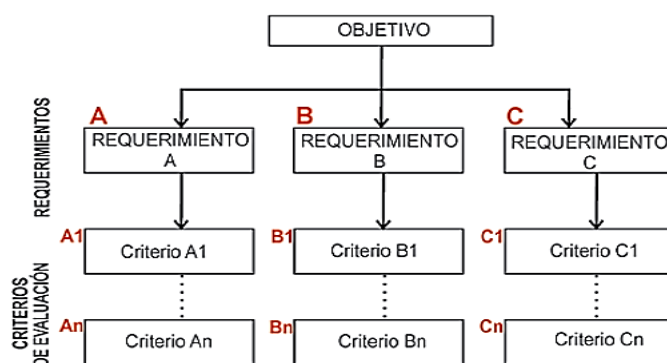 OBJETIVO
REQUERIMIENTOS
A
B
C
REQUERIMIENTO
A
REQUERIMIENTO
B
REQUERIMIENTO
C
A1
Criterio A1
B1
Criterio B1
C1
Criterio C1
CRITERIOS
DE EVALUACIÓN
An
Criterio An
Bn
Criterio Bn
Cn
Criterio Cn